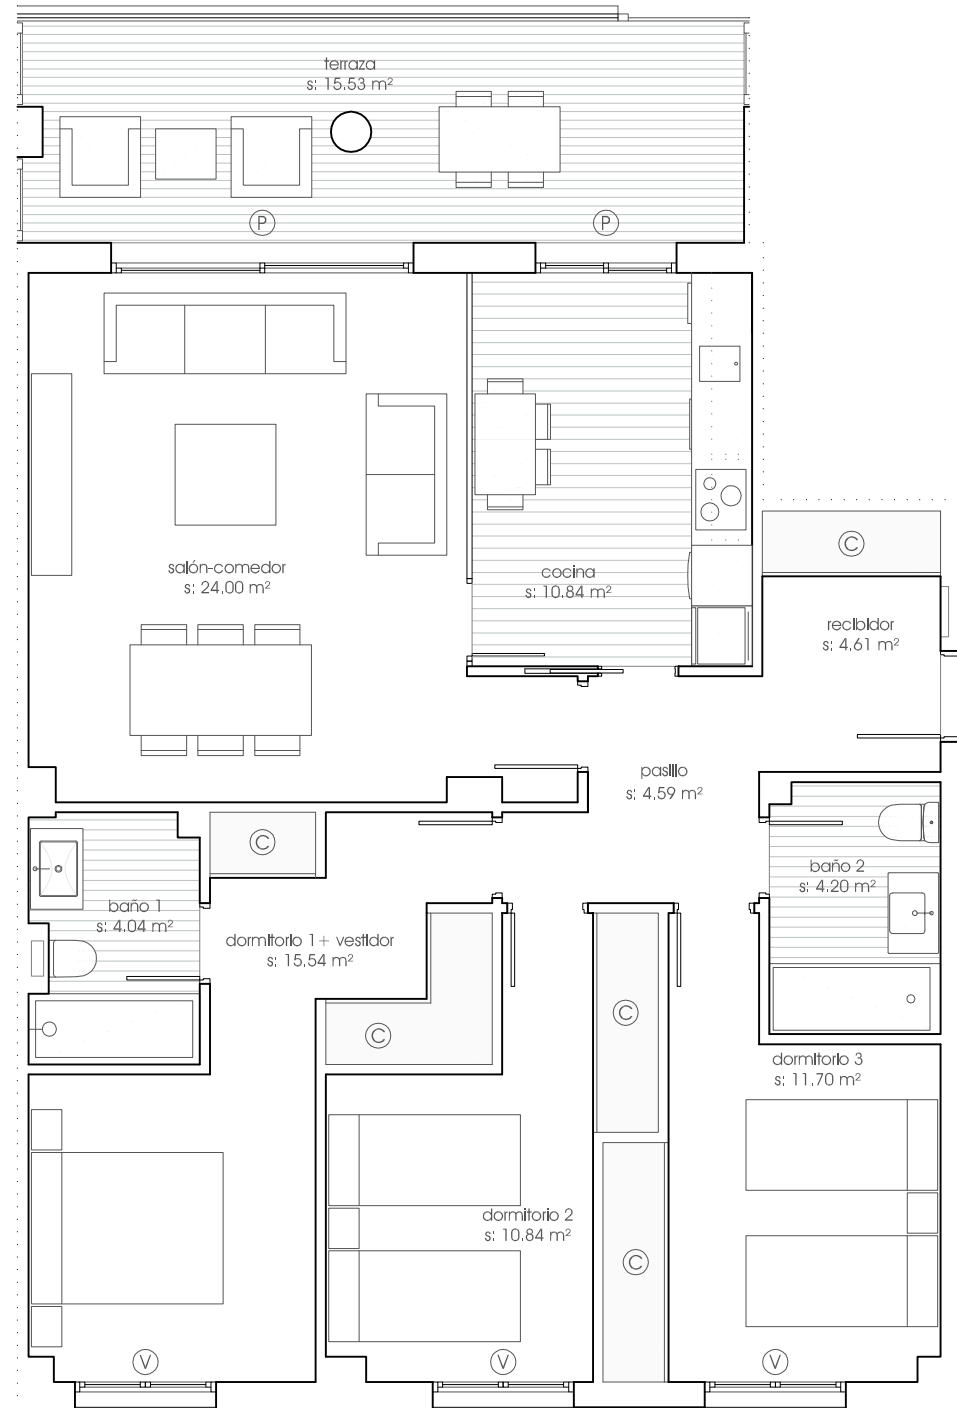 terraza
s: 15.53 m²
P
P
salón-comedor
s: 24.00 m²
cocina
s: 10.84 m²
C
recibidor
s: 4.61 m²
pasillo
s: 4.59 m²
C
baño 1
s: 4.04 m²
baño 2
s: 4.20 m²
dormitorio 1+ vestidor
s: 15.54 m²
C
C
dormitorio 3
s: 11.70 m²
dormitorio 2
s: 10.84 m²
C
V
V
V